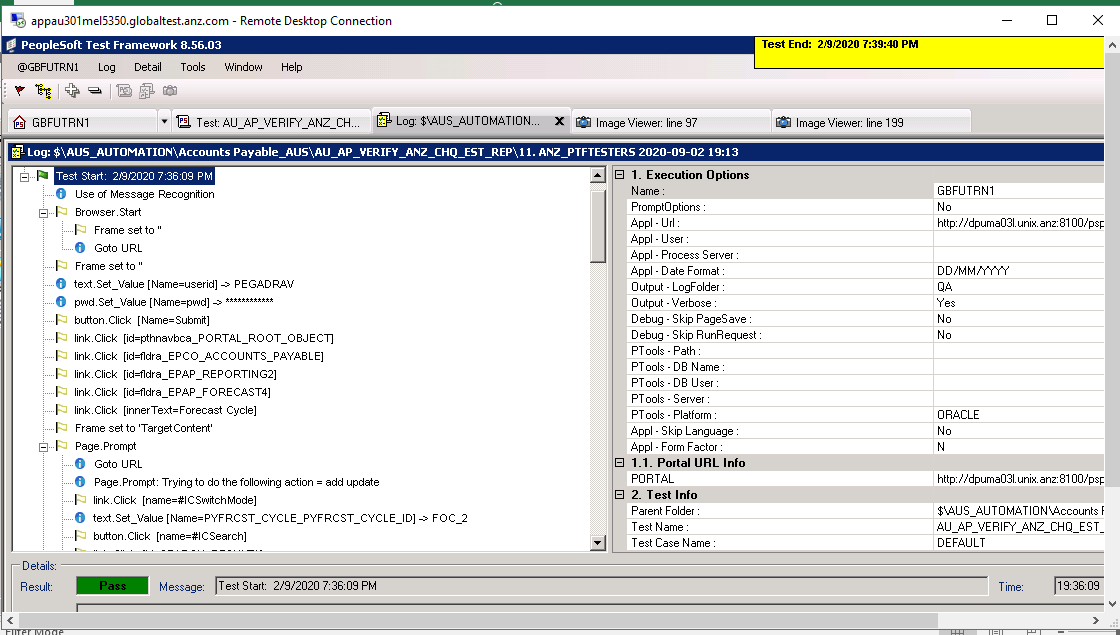 appau301mel5350.globaltest.anz.com - Remote Desktop Connection
PeopleSoft Test Framework 8.56.03
Test End:  2/9/2020 7:39:40 PM
@GBFUTRN1 Log Detail Tools Window Help
GBFUTRN1
Test: AU_AP_VERIFY_ANZ_CH...
Log: $\AUS_AUTOMATION...
Image Viewer: line 97
Image Viewer: line 199
Log: $\AUS_AUTOMATION\Accounts Payable_AUS\AU_AP_VERIFY_ANZ_CHQ_EST_REP\11. ANZ_PTFTESTERS 2020-09-02 19:13
Test Start:  2/9/2020 7:36:09 PM
Use of Message Recognition
Browser.Start
Frame set to ''
Goto URL
Frame set to ''
text.Set_Value [Name=userid] -> PEGADRAV
pwd.Set_Value [Name=pwd] -> ************
button.Click  [Name=Submit]
link.Click  [id=pthnavbca_PORTAL_ROOT_OBJECT]
link.Click  [id=fldra_EPCO_ACCOUNTS_PAYABLE]
link.Click  [id=fldra_EPAP_REPORTING2]
link.Click  [id=fldra_EPAP_FORECAST4]
link.Click  [innerText=Forecast Cycle]
Frame set to 'TargetContent'
Page.Prompt
Goto URL
Page.Prompt: Trying to do the following action = add update
link.Click  [name=#ICSwitchMode]
text.Set_Value [Name=PYFRCST_CYCLE_PYFRCST_CYCLE_ID] -> FOC_2
button.Click  [name=#ICSearch]
1. Execution Options
Name : GBFUTRN1
PromptOptions : No
Appl - Url : http://dpuma03l.unix.anz:8100/psp
Appl - User :
Appl - Process Server :
Appl - Date Format : DD/MM/YYYY
Output - LogFolder : QA
Output - Verbose : Yes
Debug - Skip PageSave : No
Debug - Skip RunRequest : No
PTools - Path :
PTools - DB Name :
PTools - DB User :
PTools - Server :
PTools - Platform : ORACLE
Appl - Skip Language : No
Appl - Form Factor : N
1.1. Portal URL Info
PORTAL http://dpuma03l.unix.anz:8100/psp
2. Test Info
Parent Folder : $\AUS_AUTOMATION\Accounts
Test Name : AU_AP_VERIFY_ANZ_CHQ_EST_
Test Case Name : DEFAULT
Details:
Result: Pass Message: Test Start:  2/9/2020 7:36:09 PM Time: 19:36:09
Filter Mode